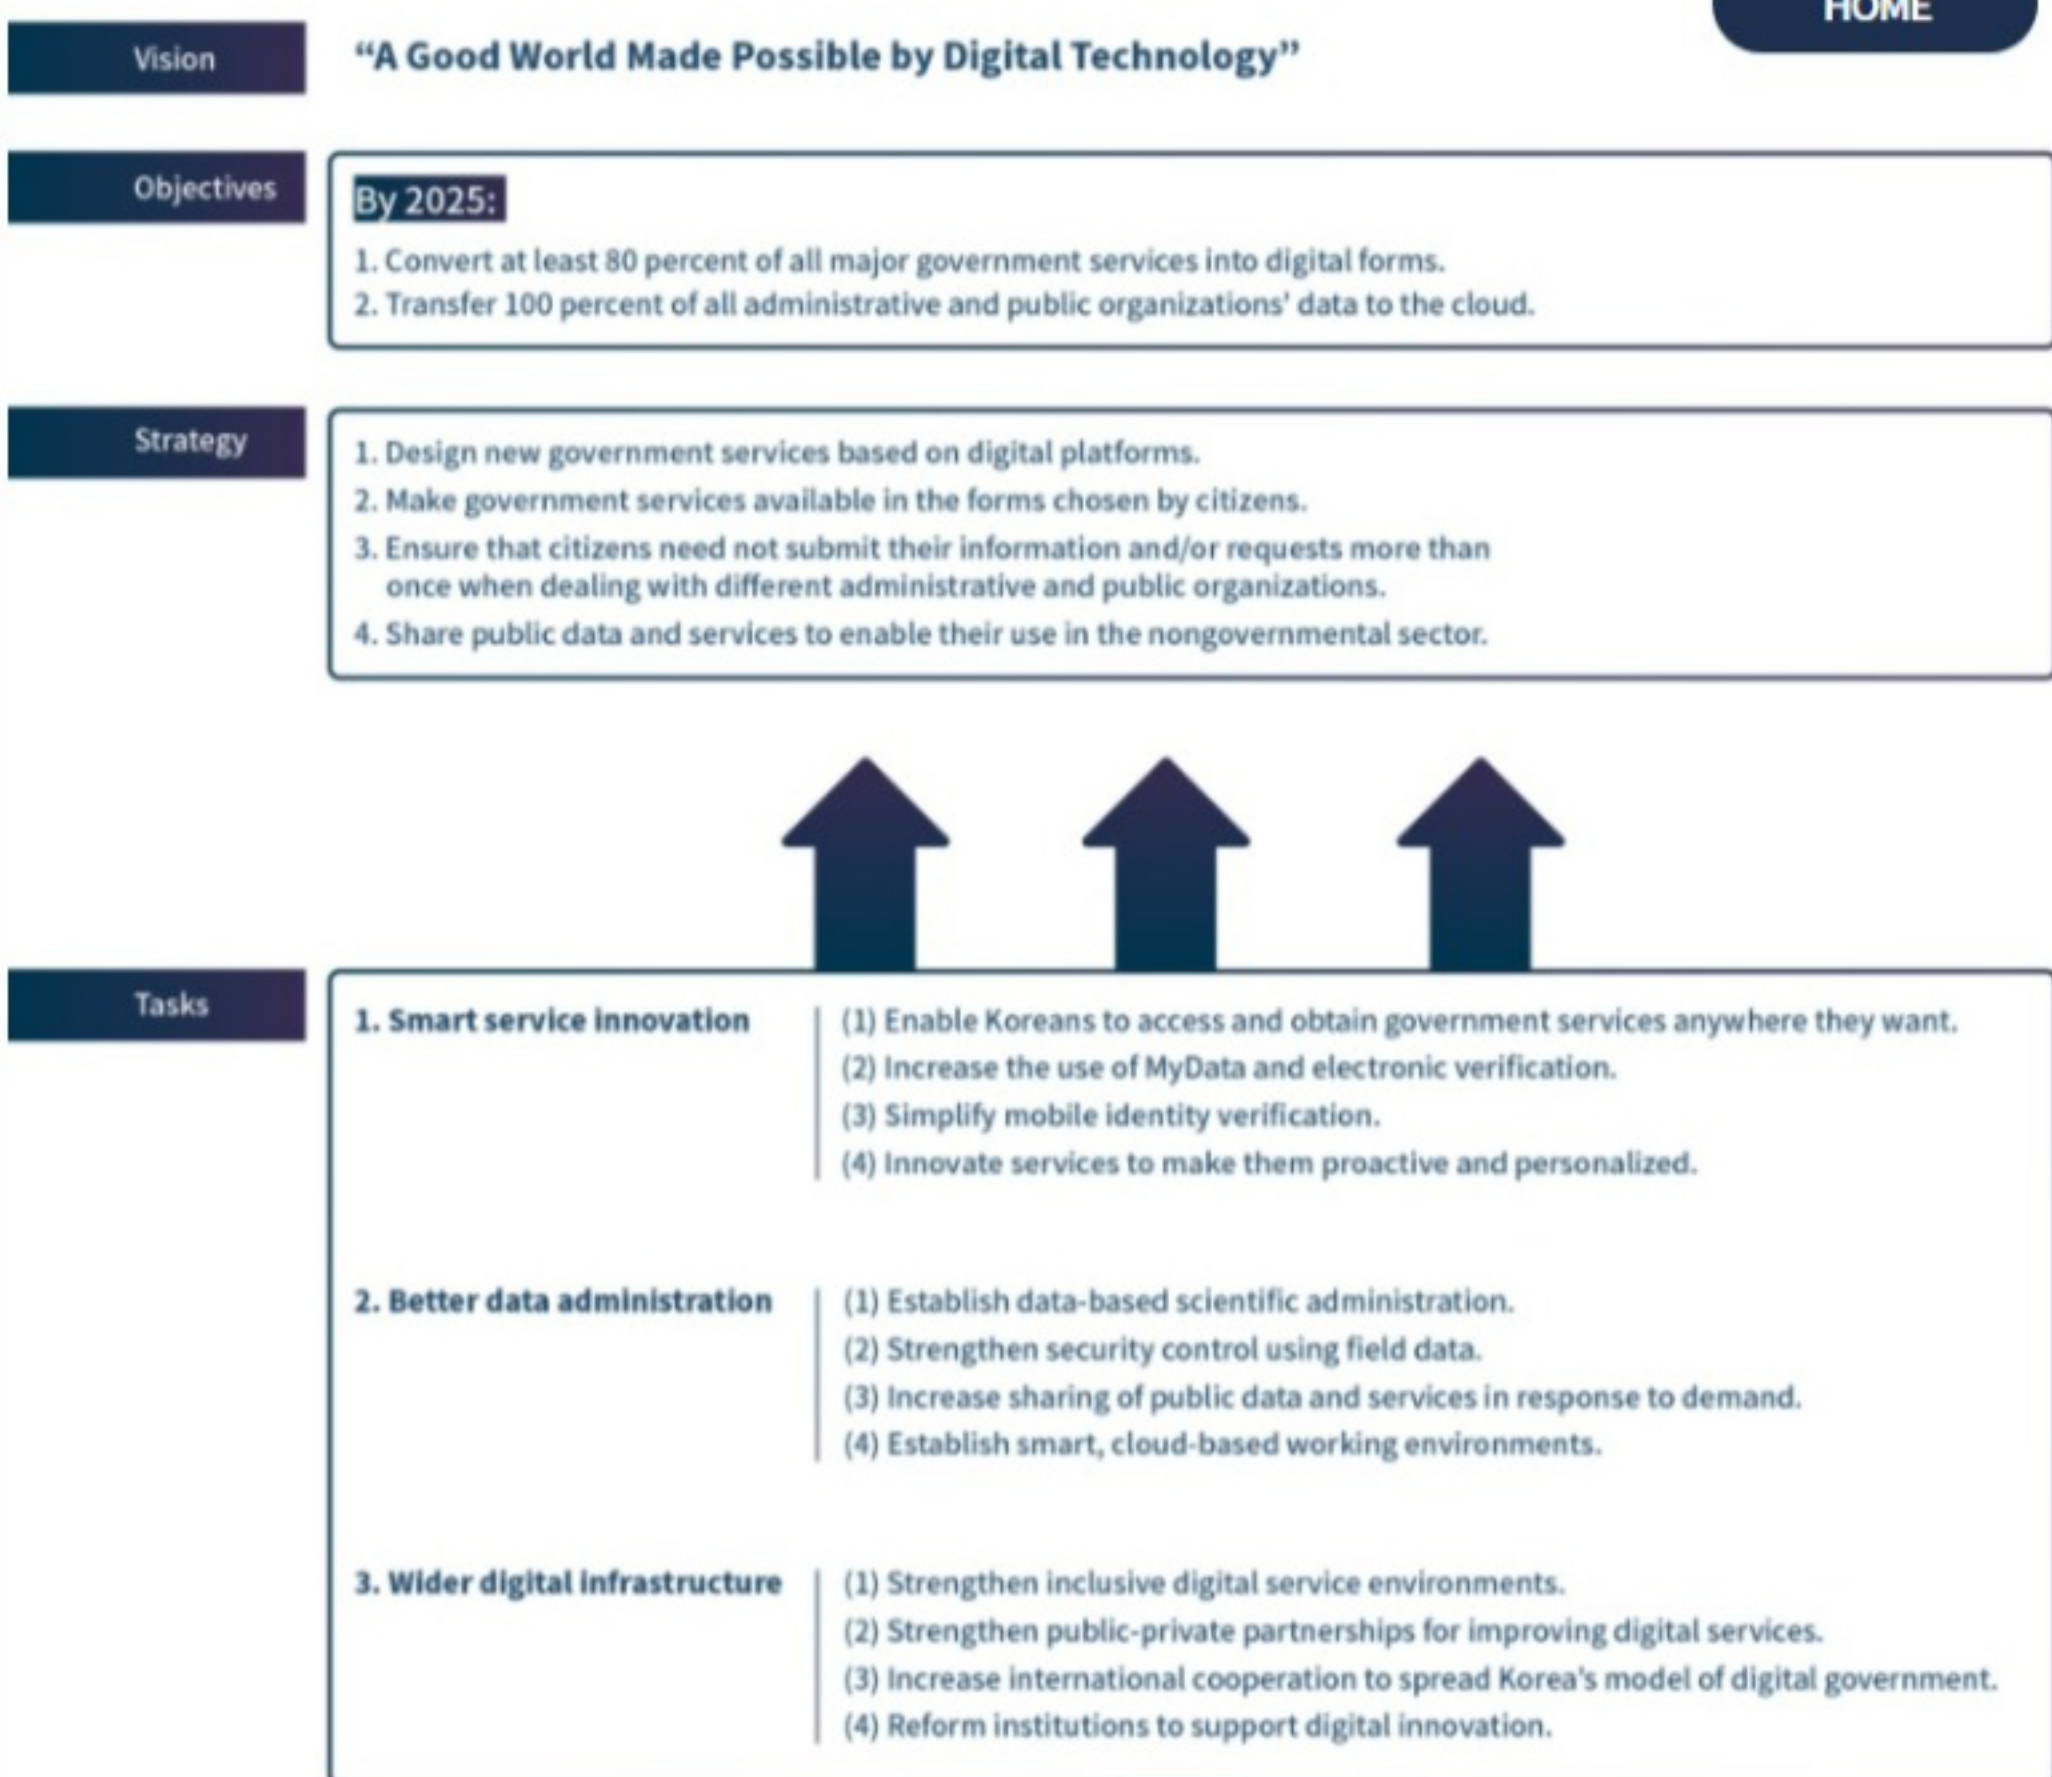 HOME
Vision
“A Good World Made Possible by Digital Technology”
Objectives
By 2025:
1. Convert at least 80 percent of all major government services into digital forms.
2. Transfer 100 percent of all administrative and public organizations’ data to the cloud.
Strategy
1. Design new government services based on digital platforms.
2. Make government services available in the forms chosen by citizens.
3. Ensure that citizens need not submit their information and/or requests more than
once when dealing with different administrative and public organizations.
4. Share public data and services to enable their use in the nongovernmental sector.
Tasks
1. Smart service innovation
(1) Enable Koreans to access and obtain government services anywhere they want.
(2) Increase the use of MyData and electronic verification.
(3) Simplify mobile identity verification.
(4) Innovate services to make them proactive and personalized.
2. Better data administration
(1) Establish data-based scientific administration.
(2) Strengthen security control using field data.
(3) Increase sharing of public data and services in response to demand.
(4) Establish smart, cloud-based working environments.
3. Wider digital infrastructure
(1) Strengthen inclusive digital service environments.
(2) Strengthen public-private partnerships for improving digital services.
(3) Increase international cooperation to spread Korea’s model of digital government.
(4) Reform institutions to support digital innovation.